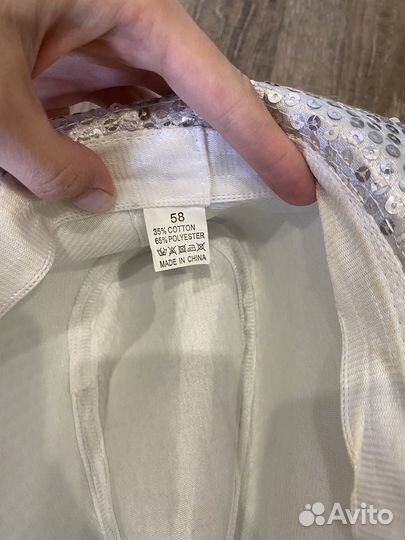 58
35% COTTON
65% POLYESTER
MADE IN CHINA
Avito